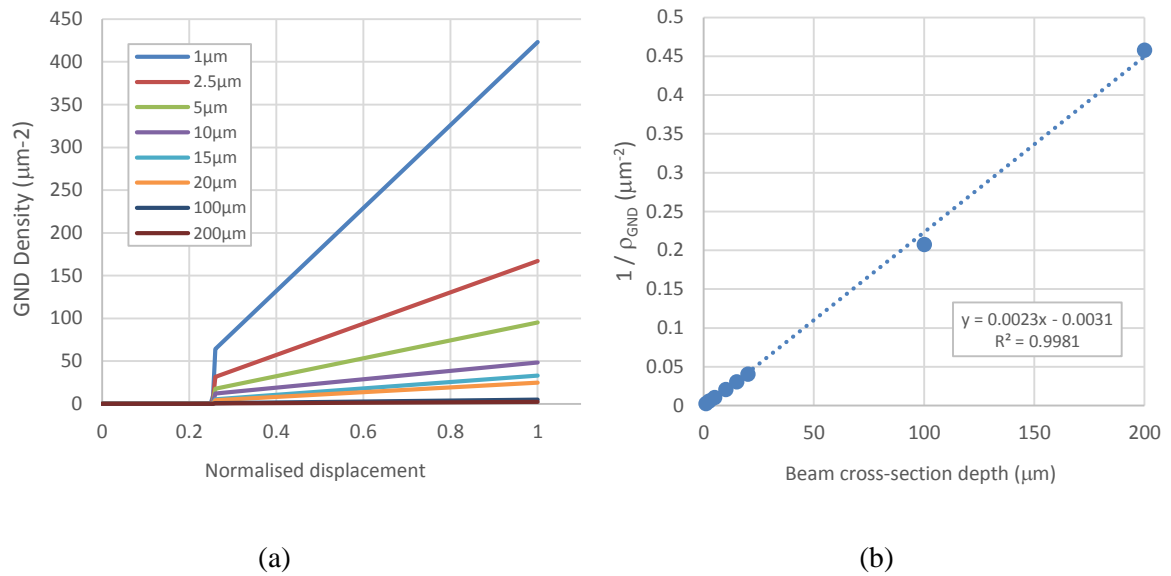 450
400
350
300
250
200
150
100
50
0
GND Density (µm-2)
1µm
2.5µm
5µm
10µm
15µm
20µm
100µm
200µm
0 0.2 0.4 0.6 0.8 1
Normalised displacement
(a)
0.5
0.45
0.4
0.35
0.3
0.25
0.2
0.15
0.1
0.05
0
1 / ρGND (µm-2)
y = 0.0023x - 0.0031
R² = 0.9981
0 50 100 150 200
Beam cross-section depth (µm)
(b)